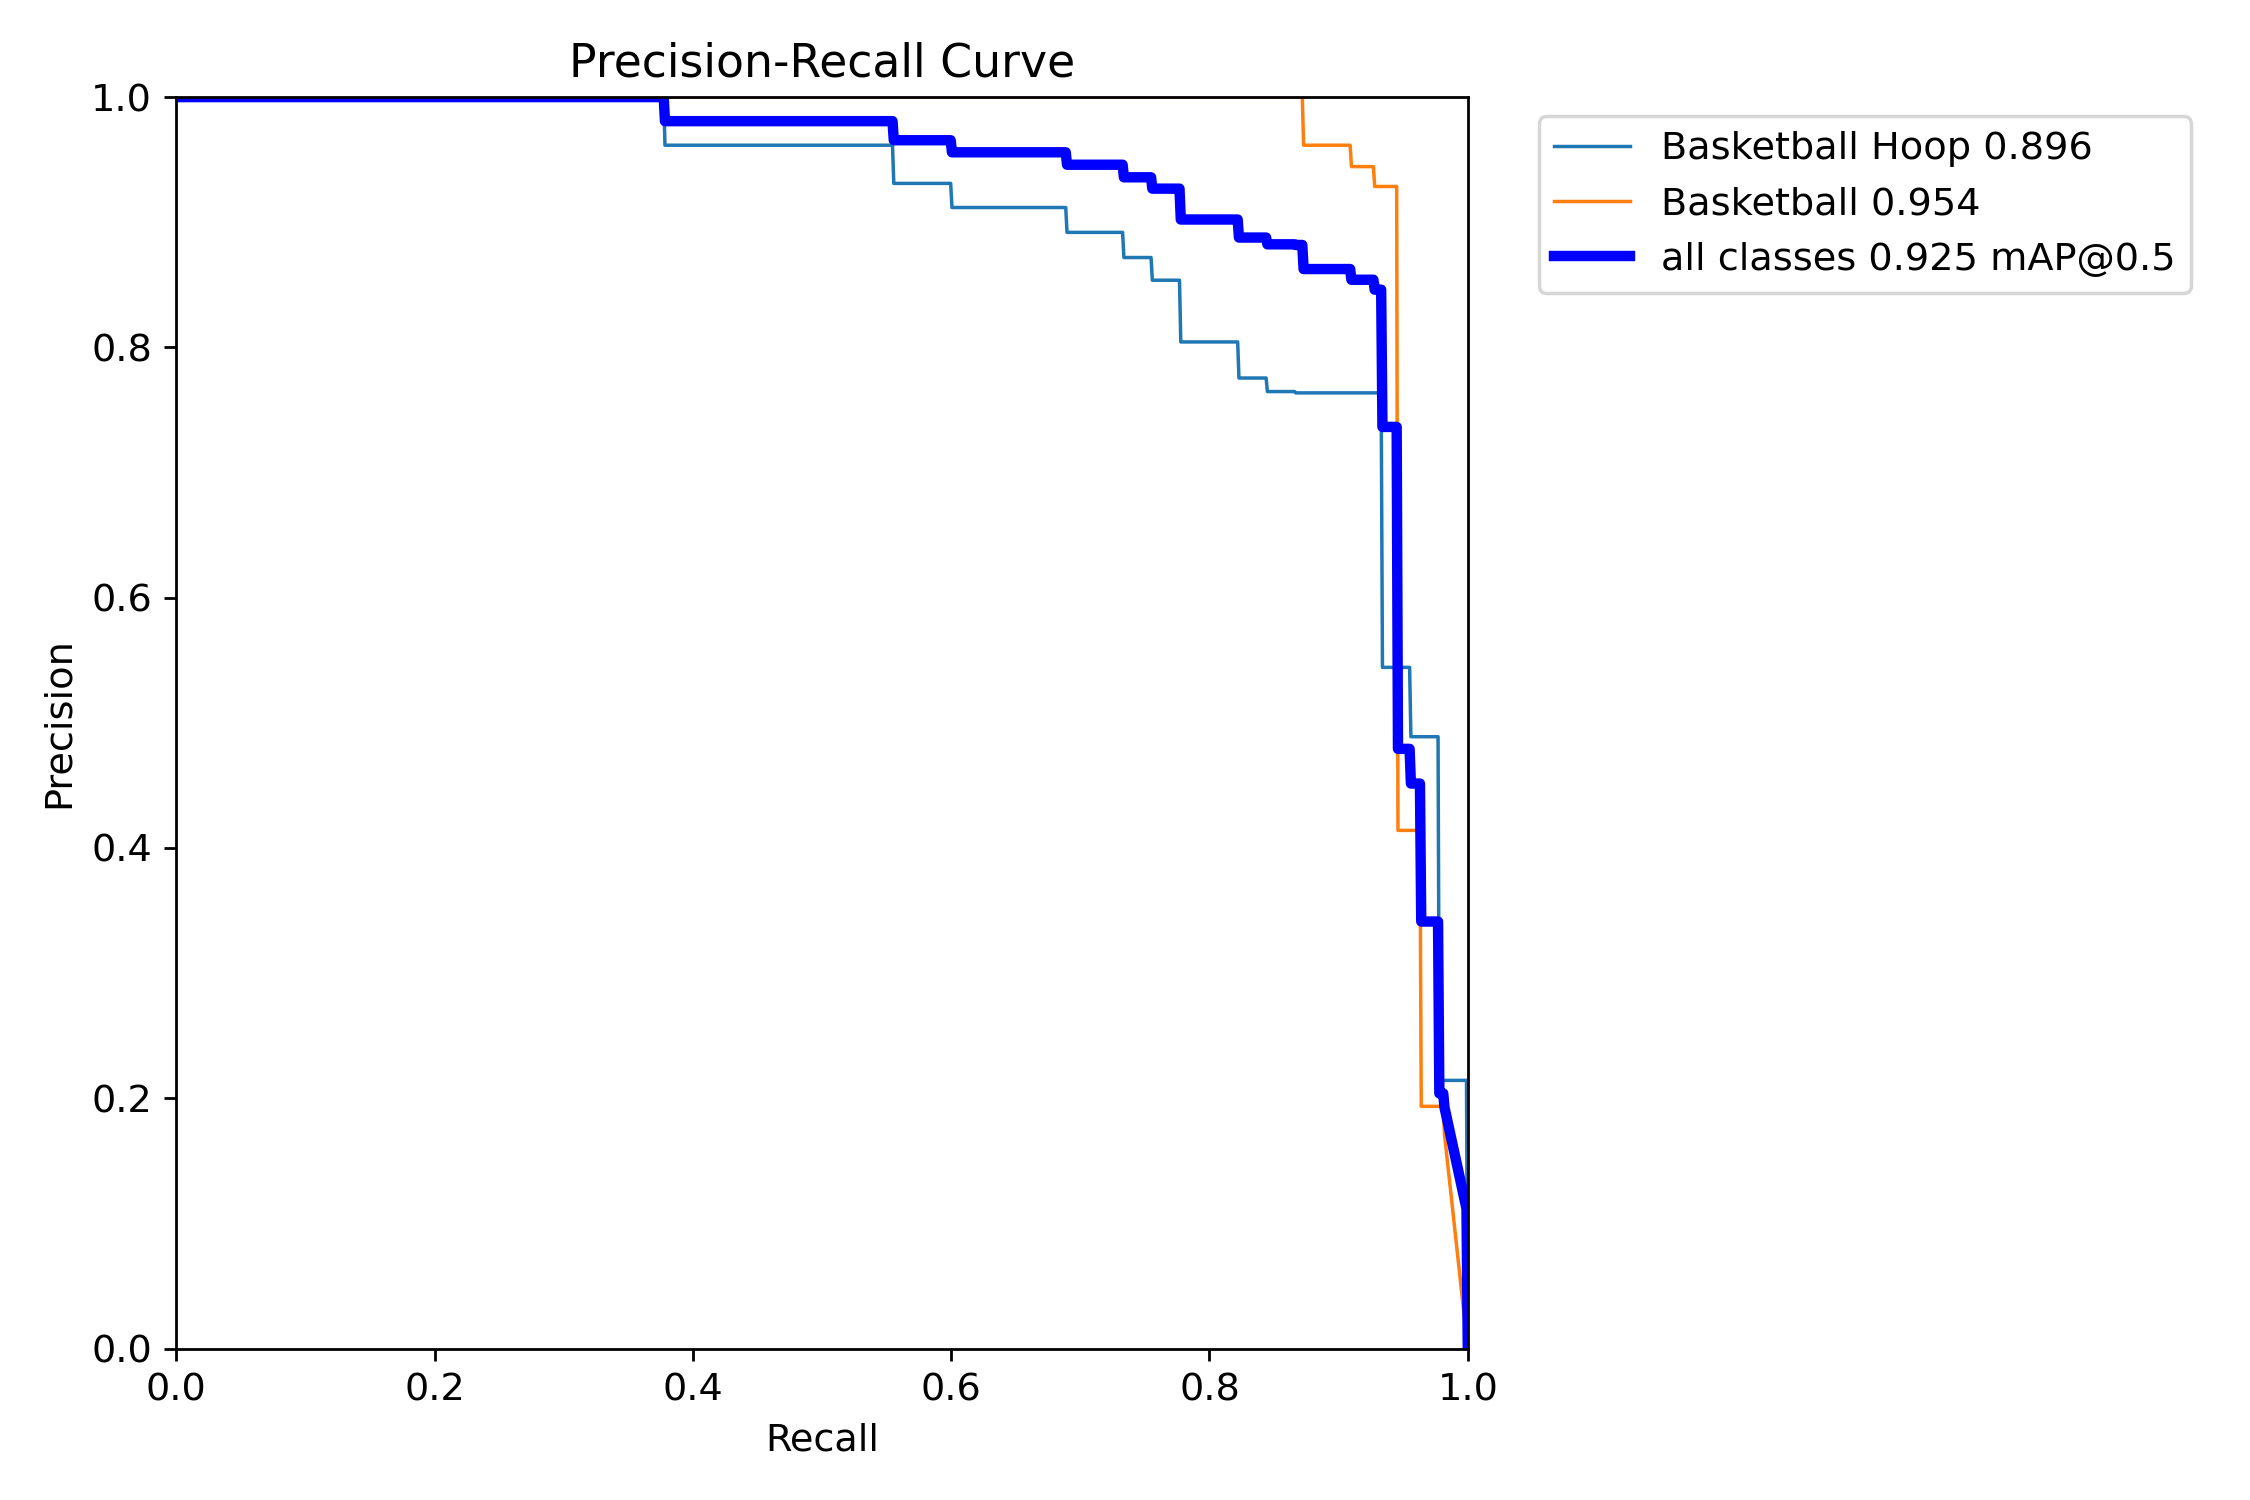 Precision-Recall Curve
1.0
0.8
0.6
0.4
0.2
0.0
Precision
0.0 0.2 0.4 0.6 0.8 1.0
Recall
Basketball Hoop 0.896
Basketball 0.954
all classes 0.925 mAP@0.5